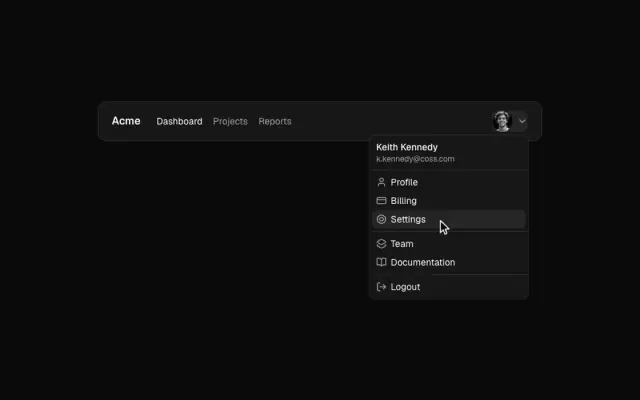 Acme Dashboard Projects Reports
Keith Kennedy
k.kennedy@coss.com
Profile
Billing
Settings
Team
Documentation
Logout